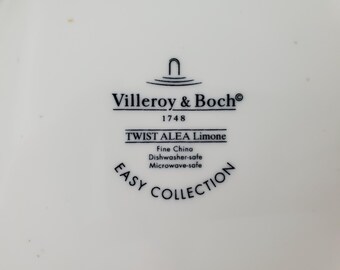 Villeroy & Boch©
1748
TWIST ALEA Limone
Fine China
Dishwasher-safe
Microwave-safe
EASY COLLECTION